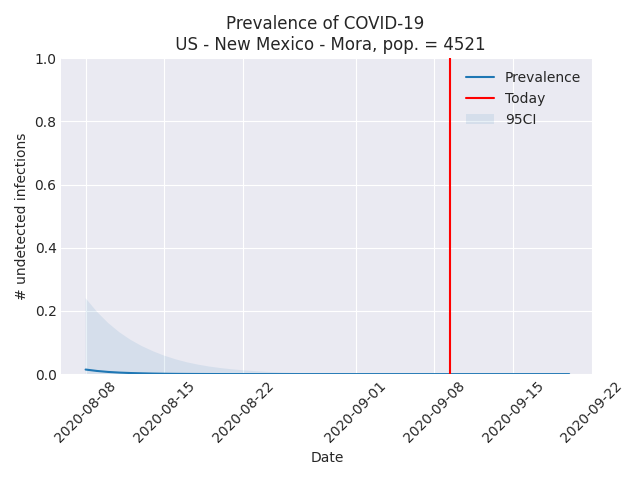 Prevalence of COVID-19
US - New Mexico - Mora, pop. = 4521
1.0
0.8
0.6
0.4
0.2
0.0
# undetected infections
Prevalence
Today
95CI
2020-08-08
2020-08-15
2020-08-22
2020-09-01
2020-09-08
2020-09-15
2020-09-22
Date